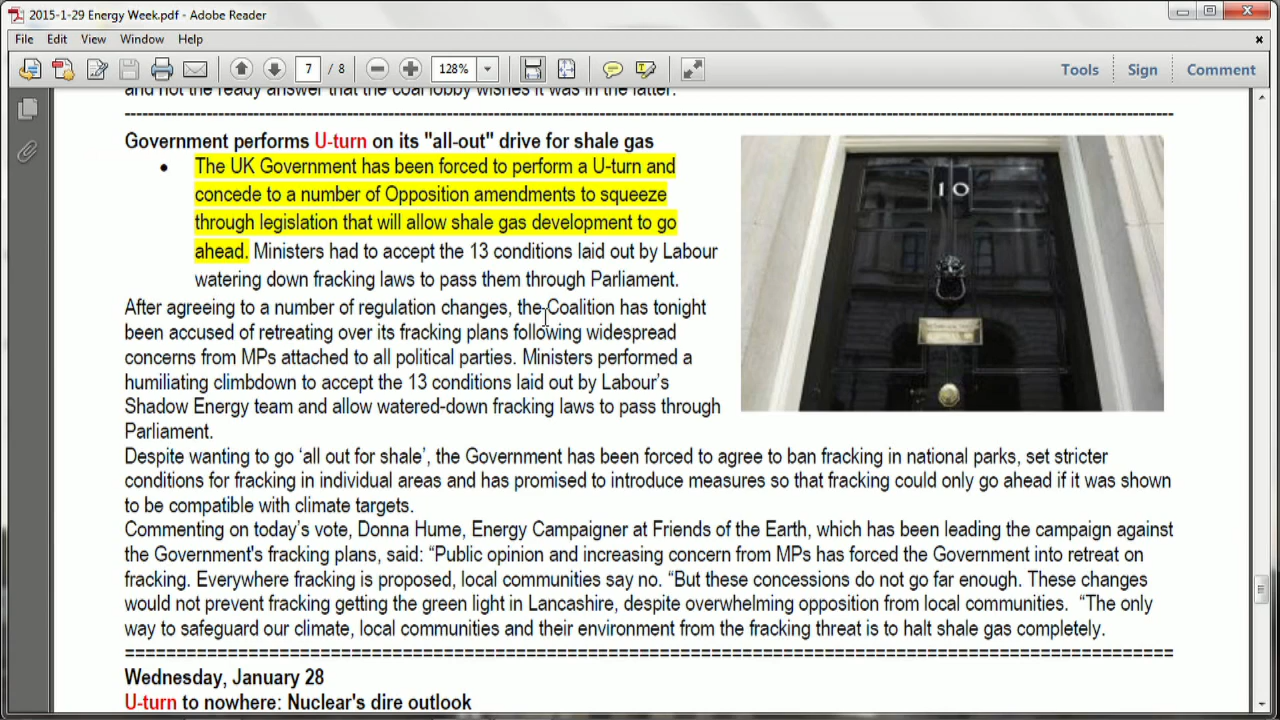 2015-1-29 Energy Week.pdf - Adobe Reader
File Edit View Window Help
7 / 8 128% Tools Sign Comment
and not the ready answer that the coal lobby wishes it was in the latter.
Government performs U-turn on its "all-out" drive for shale gas
• The UK Government has been forced to perform a U-turn and
concede to a number of Opposition amendments to squeeze
through legislation that will allow shale gas development to go
ahead. Ministers had to accept the 13 conditions laid out by Labour
watering down fracking laws to pass them through Parliament.
10
After agreeing to a number of regulation changes, the Coalition has tonight
been accused of retreating over its fracking plans following widespread
concerns from MPs attached to all political parties. Ministers performed a
humiliating climbdown to accept the 13 conditions laid out by Labour’s
Shadow Energy team and allow watered-down fracking laws to pass through
Parliament.
Despite wanting to go ‘all out for shale’, the Government has been forced to agree to ban fracking in national parks, set stricter
conditions for fracking in individual areas and has promised to introduce measures so that fracking could only go ahead if it was shown
to be compatible with climate targets.
Commenting on today’s vote, Donna Hume, Energy Campaigner at Friends of the Earth, which has been leading the campaign against
the Government's fracking plans, said: “Public opinion and increasing concern from MPs has forced the Government into retreat on
fracking. Everywhere fracking is proposed, local communities say no. “But these concessions do not go far enough. These changes
would not prevent fracking getting the green light in Lancashire, despite overwhelming opposition from local communities. “The only
way to safeguard our climate, local communities and their environment from the fracking threat is to halt shale gas completely.
Wednesday, January 28
U-turn to nowhere: Nuclear's dire outlook